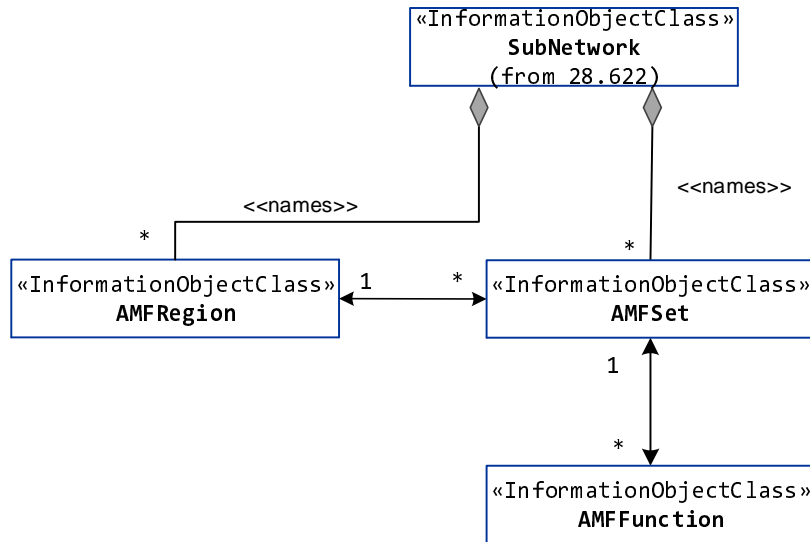 «InformationObjectClass»
SubNetwork
(from 28.622)
<<names>>
<<names>>
*
*
«InformationObjectClass»
AMFRegion
1
*
«InformationObjectClass»
AMFSet
1
*
«InformationObjectClass»
AMFFunction